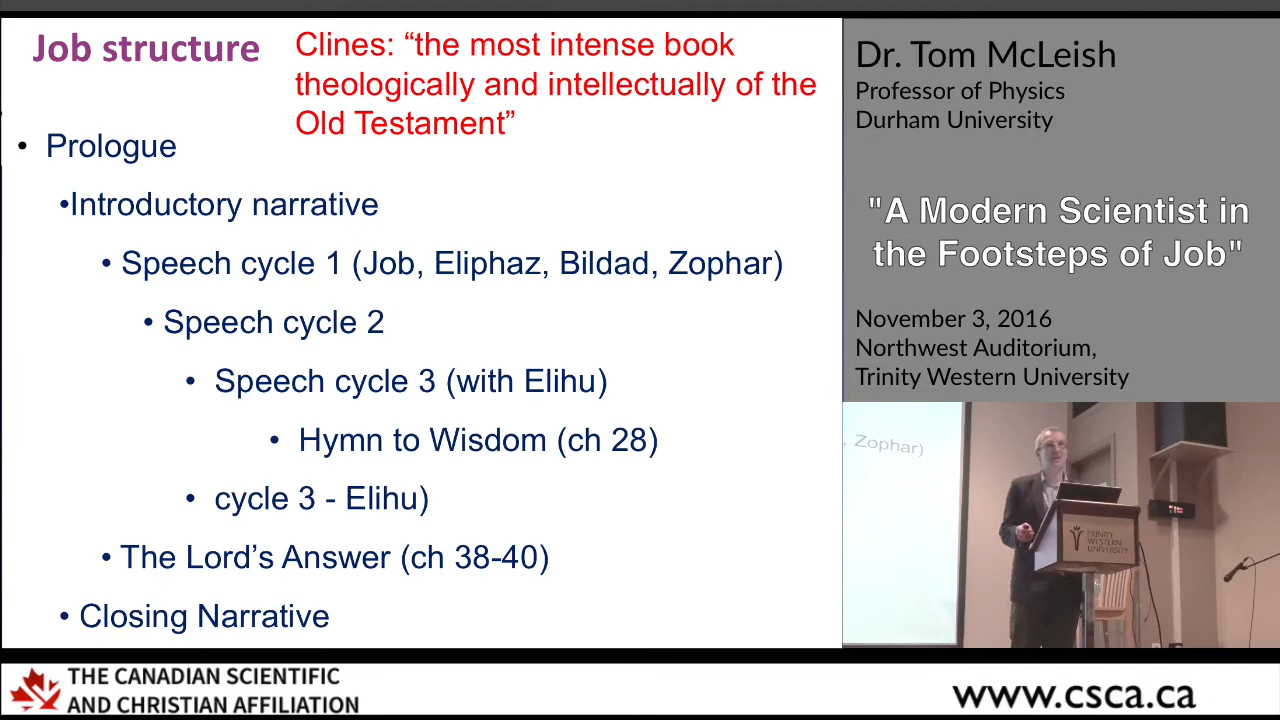 Job structure
Clines: “the most intense book
theologically and intellectually of the
Old Testament”
• Prologue
•Introductory narrative
• Speech cycle 1 (Job, Eliphaz, Bildad, Zophar)
• Speech cycle 2
• Speech cycle 3 (with Elihu)
• Hymn to Wisdom (ch 28)
• cycle 3 - Elihu)
• The Lord’s Answer (ch 38-40)
• Closing Narrative
Dr. Tom McLeish
Professor of Physics
Durham University
"A Modern Scientist in
the Footsteps of Job"
November 3, 2016
Northwest Auditorium,
Trinity Western University
, Zophar)
TRINITY
WESTERN
UNIVERSITY
THE CANADIAN SCIENTIFIC
AND CHRISTIAN AFFILIATION
www.csca.ca